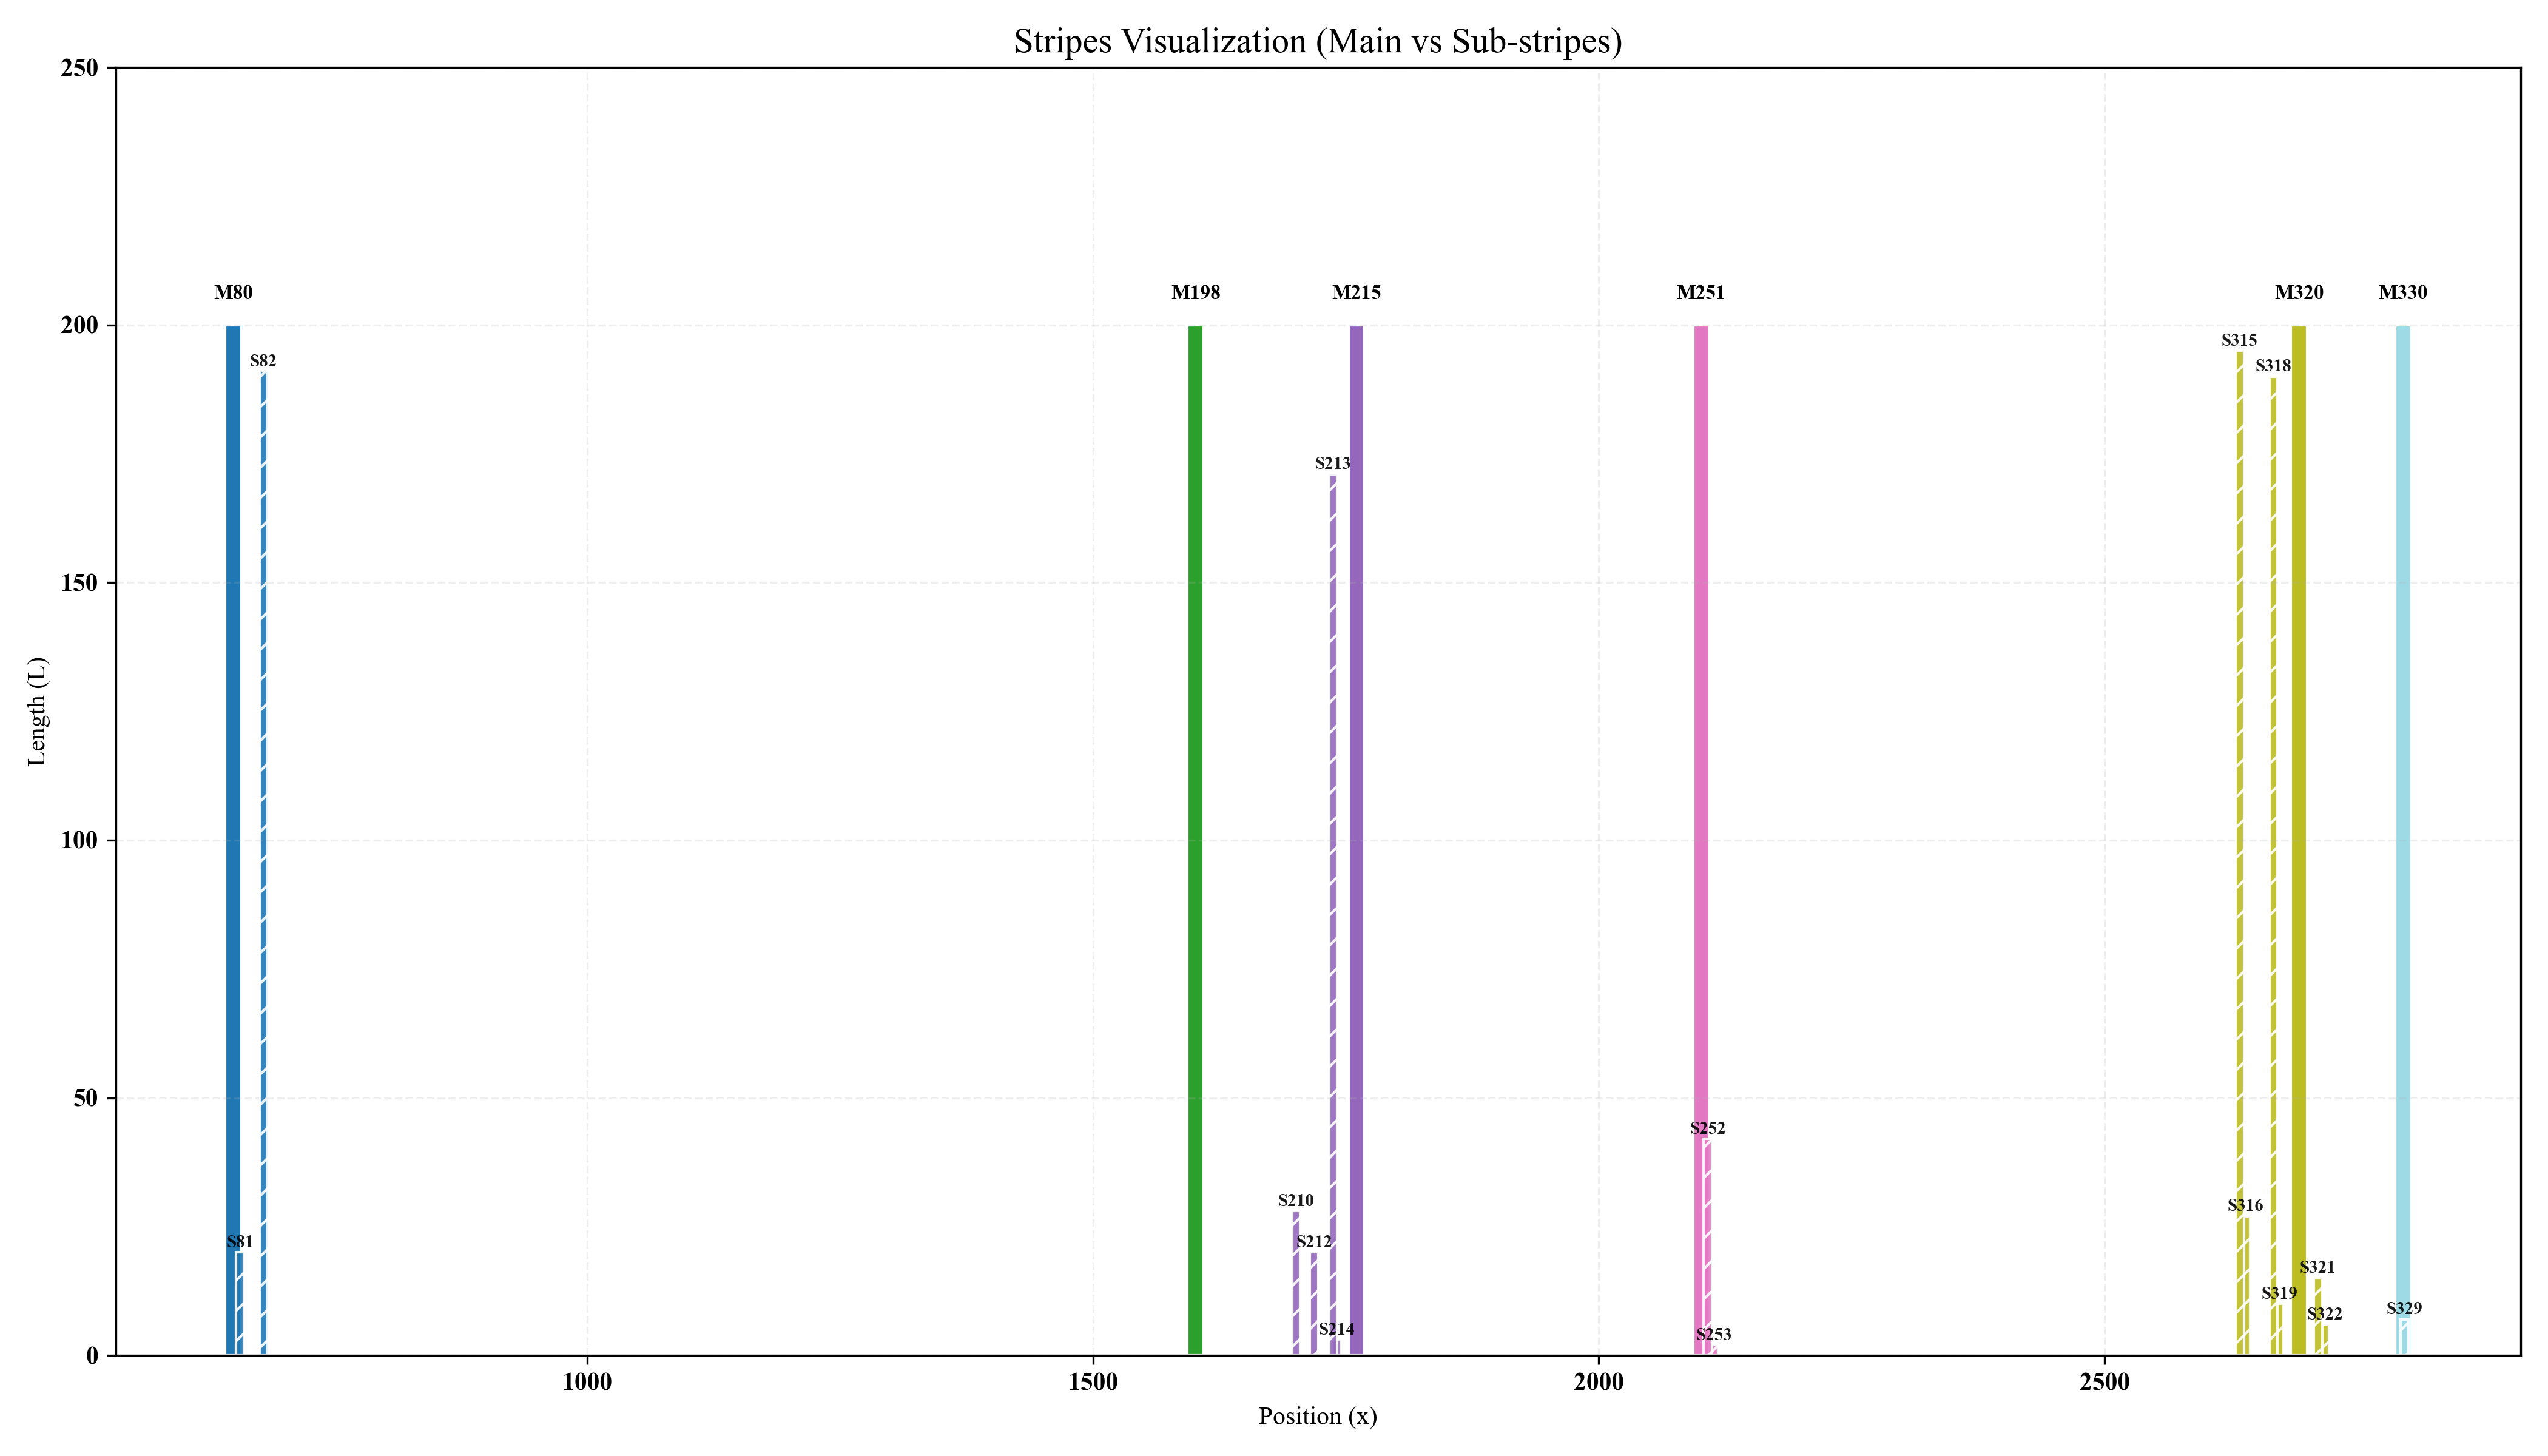 Stripes Visualization (Main vs Sub-stripes)
250
M80 M198 M215 M251 M320 M330
200
S315
S82
S318
S213
150
Length (L)
100
50
S252
S210
S316
S81 S212
S321
S319
S329
S322
S214
S253
0
1000 1500 2000 2500
Position (x)